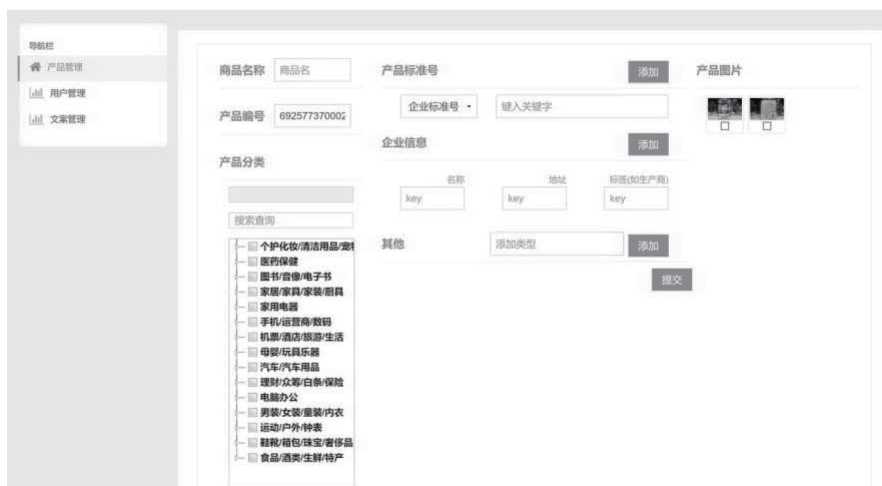 导航栏
产品管理
用户管理
文案管理
商品名称 商品名
产品编号 692577370002
产品分类
搜索查询
个护化妆/清洁用品/宠物
医药保健
图书/音像/电子书
家居/家具/家装/厨具
家用电器
手机/运营商/数码
机票/酒店/旅游/生活
母婴/玩具乐器
汽车/汽车用品
理财/众筹/白条/保险
电脑办公
男装/女装/童装/内衣
运动/户外/钟表
鞋靴/箱包/珠宝/奢侈品
食品/酒类/生鲜/特产
产品标准号 添加
企业标准号 键入关键字
企业信息 添加
名称 地址 标签(如生产商)
key key key
其他 添加类型 添加
提交
产品图片